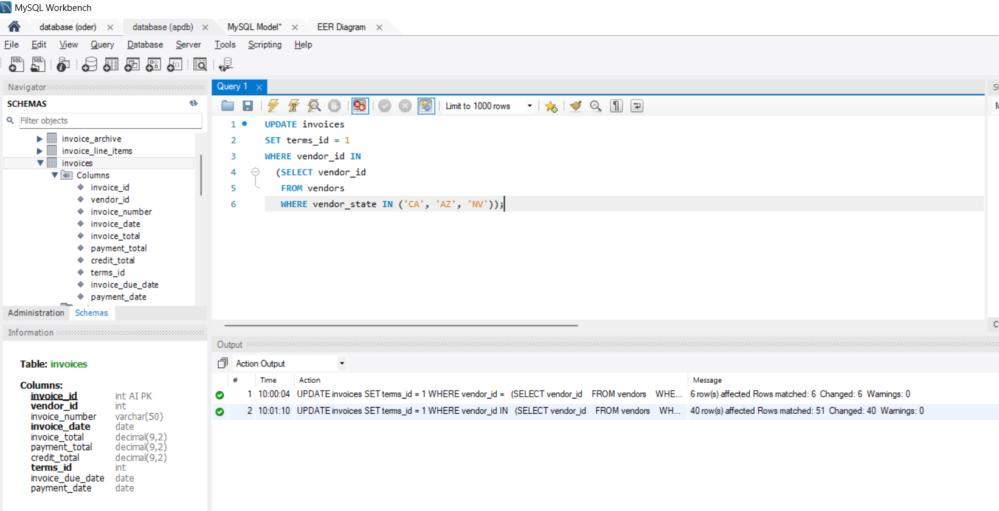 MySQL Workbench
database (oder)
database (apdb)
MySQL Model*
EER Diagram
File Edit View Query Database Server Tools Scripting Help
Navigator
SCHEMAS
Filter objects
invoice_archive
invoice_line_items
invoices
Columns
invoice_id
vendor_id
invoice_number
invoice_date
invoice_total
payment_total
credit_total
terms_id
invoice_due_date
payment_date
Administration Schemas
Information
Table: invoices
Columns:
invoice_id int AI PK
vendor_id int
invoice_number varchar(50)
invoice_date date
invoice_total decimal(9,2)
payment_total decimal(9,2)
credit_total decimal(9,2)
terms_id int
invoice_due_date date
payment_date date
Query 1
Limit to 1000 rows
1 UPDATE invoices
2 SET terms_id = 1
3 WHERE vendor_id IN
4 (SELECT vendor_id
5 FROM vendors
6 WHERE vendor_state IN ('CA', 'AZ', 'NV'));
Output
Action Output
# Time Action Message
1 10:00:04 UPDATE invoices SET terms_id = 1 WHERE vendor_id = (SELECT vendor_id FROM vendors WHE... 6 row(s) affected Rows matched: 6 Changed: 6 Warnings: 0
2 10:01:10 UPDATE invoices SET terms_id = 1 WHERE vendor_id IN (SELECT vendor_id FROM vendors WH... 40 row(s) affected Rows matched: 51 Changed: 40 Warnings: 0